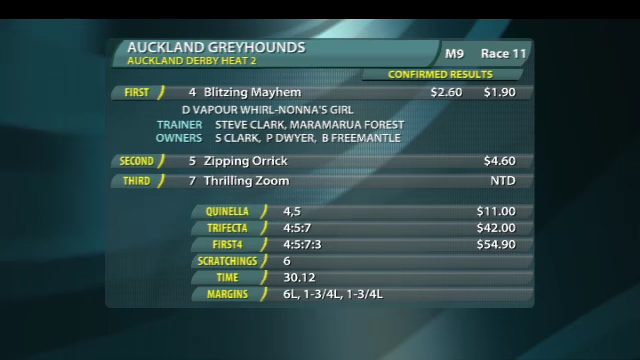 AUCKLAND GREYHOUNDS
AUCKLAND DERBY HEAT 2
M9 Race 11
CONFIRMED RESULTS
FIRST 4 Blitzing Mayhem $2.60 $1.90
D VAPOUR WHIRL-NONNA'S GIRL
TRAINER STEVE CLARK, MARAMARUA FOREST
OWNERS S CLARK, P DWYER, B FREEMANTLE
SECOND 5 Zipping Orrick $4.60
THIRD 7 Thrilling Zoom NTD
QUINELLA 4,5 $11.00
TRIFECTA 4:5:7 $42.00
FIRST4 4:5:7:3 $54.90
SCRATCHINGS 6
TIME 30.12
MARGINS 6L, 1-3/4L, 1-3/4L